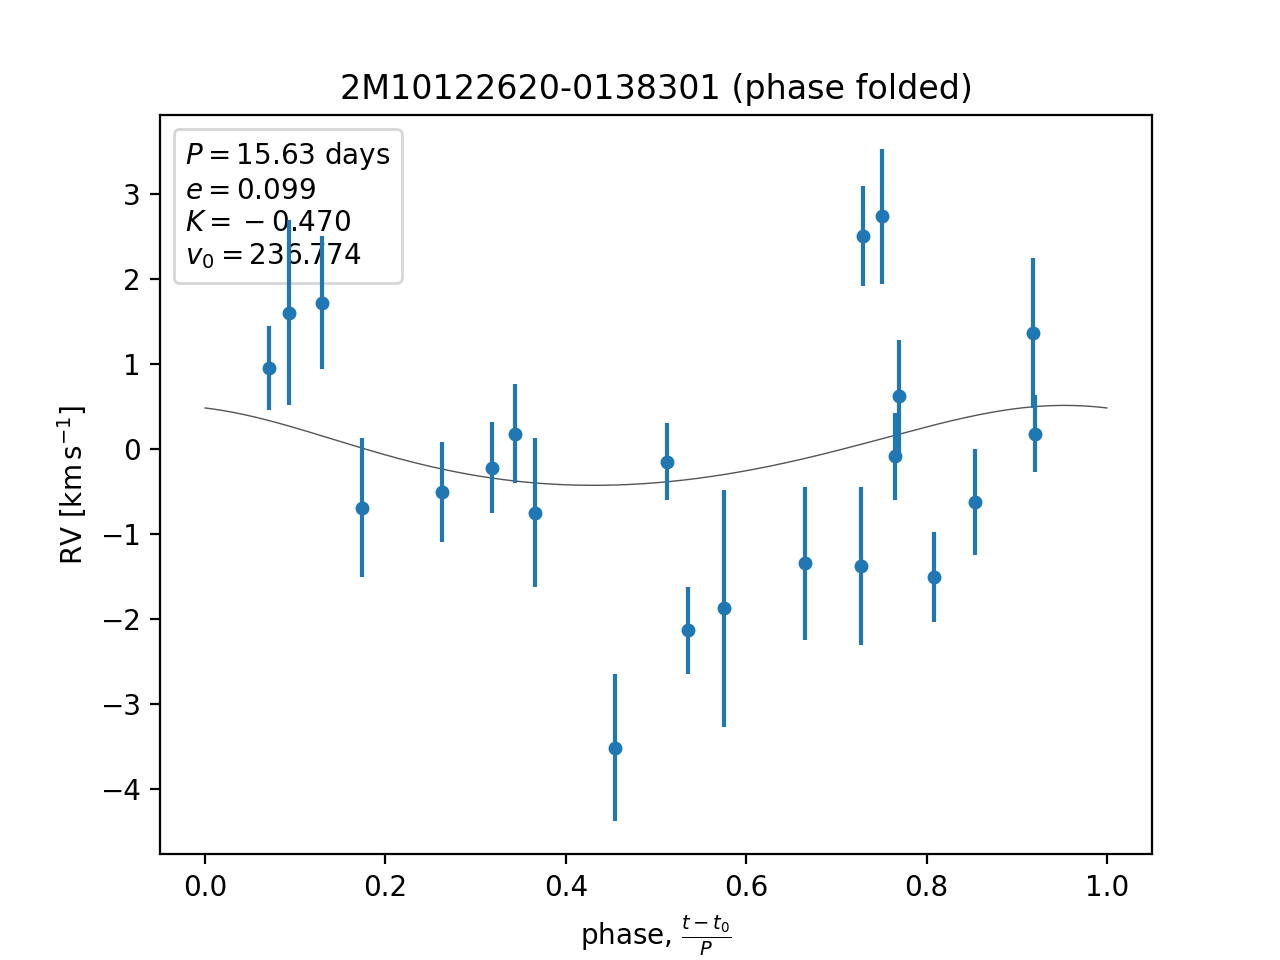 2M10122620-0138301 (phase folded)
P = 15.63 days
e = 0.099
K = −0.470
v₀ = 236.774
3
2
1
0
−1
−2
−3
−4
RV [km s⁻¹]
0.0 0.2 0.4 0.6 0.8 1.0
phase, (t − t₀)/P